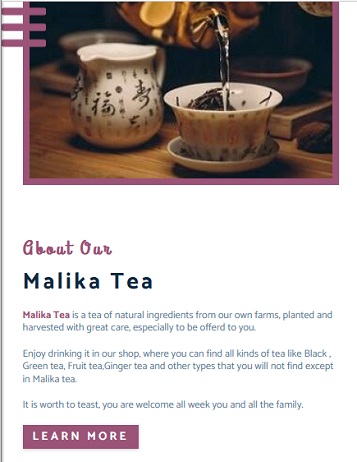 福
寿
About Our
Malika Tea
Malika Tea is a tea of natural ingredients from our own farms, planted and
harvested with great care, especially to be offerd to you.
Enjoy drinking it in our shop, where you can find all kinds of tea like Black ,
Green tea, Fruit tea,Ginger tea and other types that you will not find except
in Malika tea.
It is worth to teast, you are welcome all week you and all the family.
LEARN MORE